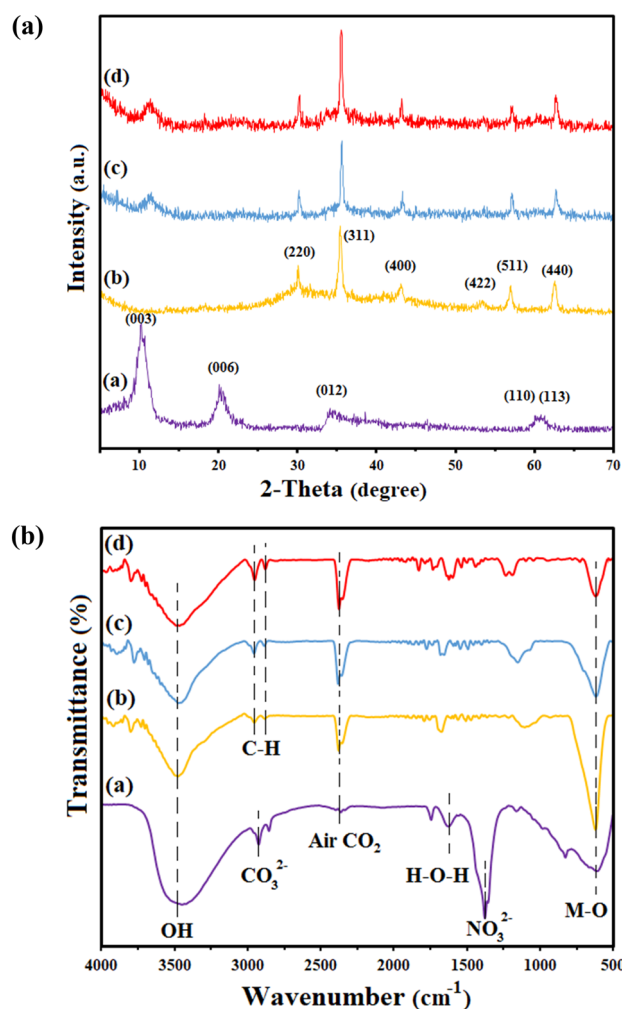 (a)
(d)
(c)
(311)
(220)
(400)
(511)
(422)
(440)
(b)
(003)
(006)
(a)
(012)
(110) (113)
10 20 30 40 50 60 70
2-Theta (degree)
Intensity (a.u.)
(b)
(d)
(c)
(b)
C-H
(a)
Air CO2
H-O-H
CO3 2-
M-O
NO3 2-
OH
4000 3500 3000 2500 2000 1500 1000 500
Wavenumber (cm-1)
Transmittance (%)